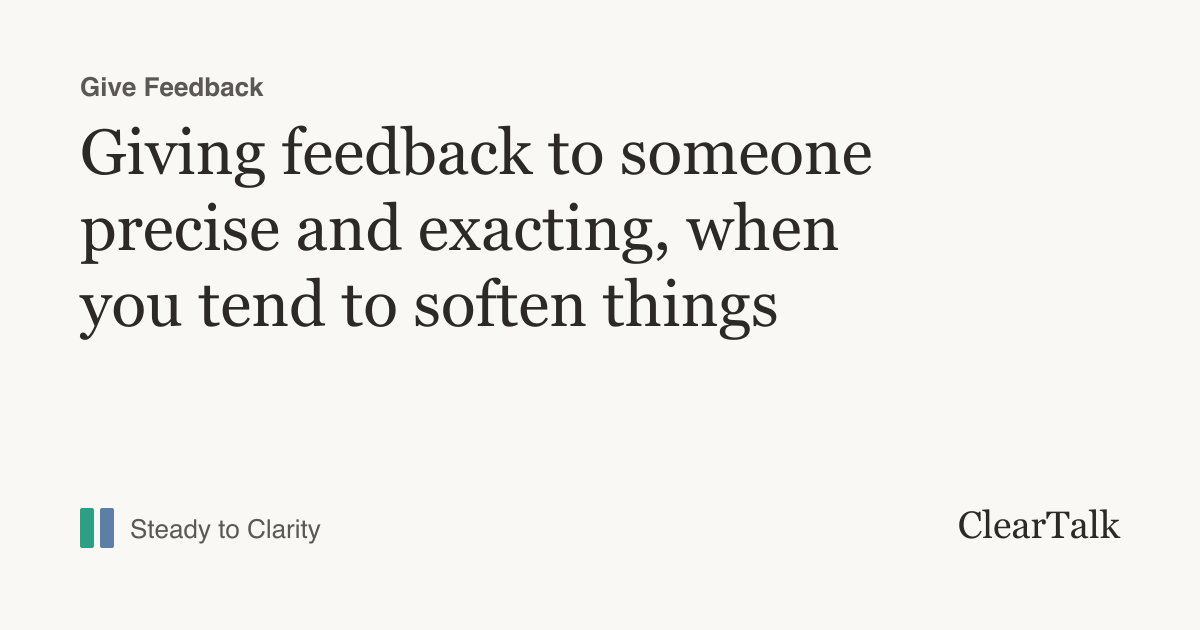 Give Feedback
Giving feedback to someone
precise and exacting, when
you tend to soften things
Steady to Clarity
ClearTalk